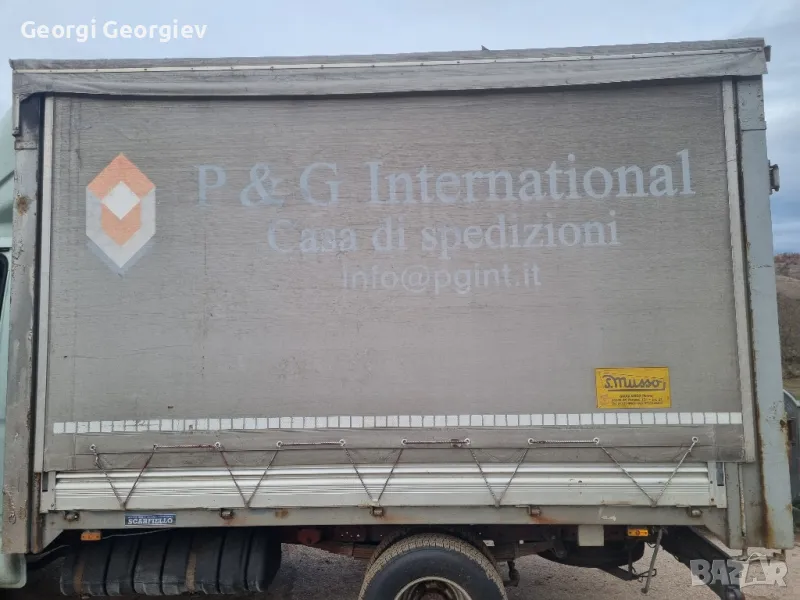 Georgi Georgiev
P & G International
Casa di spedizioni
info@pgint.it
S. Musso
SCARFIELLO
BAZAR